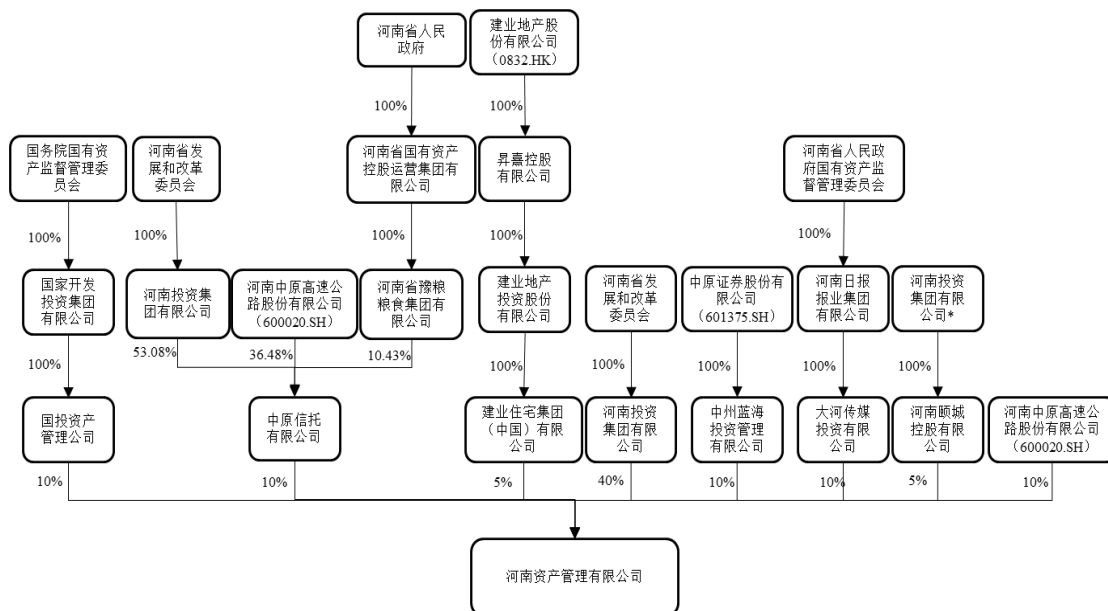 河南省人民
政府
建业地产股
份有限公司
（0832.HK）
100%
100%
国务院国有资
产监督管理委
员会
河南省发
展和改革
委员会
河南省国有资产
控股运营集团有
限公司
昇熹控股
有限公司
河南省人民政
府国有资产监
督管理委员会
100%
100%
100%
100%
100%
国家开发
投资集团
有限公司
河南投资集
团有限公司
河南中原高速公
路股份有限公司
（600020.SH）
河南省豫粮
粮食集团有
限公司
建业地产
投资股份
有限公司
河南省发
展和改革
委员会
中原证券股份有
限公司
（601375.SH）
河南日报
报业集团
有限公司
河南投资
集团有限
公司*
100%
53.08%
36.48%
10.43%
100%
100%
100%
100%
100%
国投资产
管理公司
中原信托
有限公司
建业住宅集团
（中国）有限公
司
河南投资
集团有限
公司
中州蓝海
投资管理
有限公司
大河传媒
投资有限
公司
河南颐城
控股有限
公司
河南中原高速公
路股份有限公司
（600020.SH）
10%
10%
5%
40%
10%
10%
5%
10%
河南资产管理有限公司